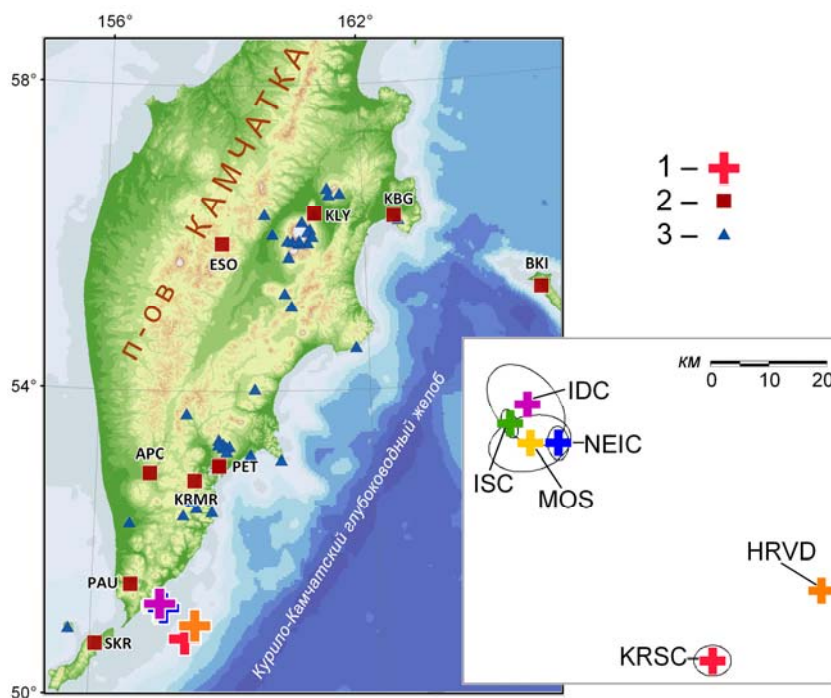 156°
162°
58°
П-ОВ КАМЧАТКА
1 –
KLY
KBG
2 –
ESO
3 –
BKI
54°
КМ 0 10 20
IDC
NEIC
ISC
MOS
APC
PET
KRMR
HRVD
PAU
Курило-Камчатский глубоководный желоб
SKR
KRSC
50°